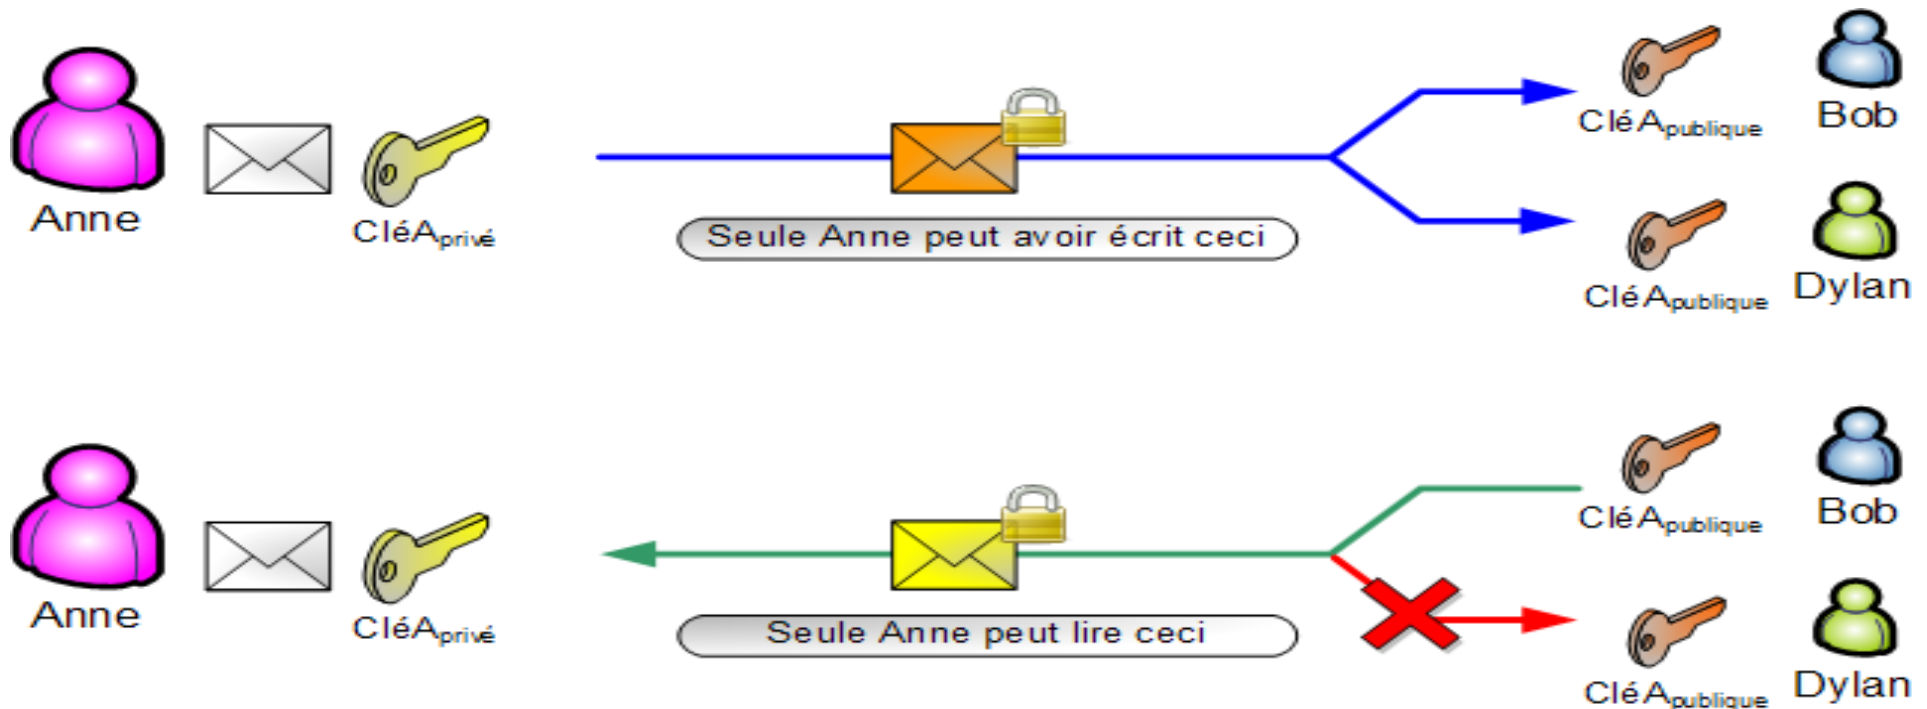 Bob
CléApublique
Anne
CléAprivé
Seule Anne peut avoir écrit ceci
CléApublique
Dylan
Bob
CléApublique
Anne
CléAprivé
Seule Anne peut lire ceci
CléApublique
Dylan